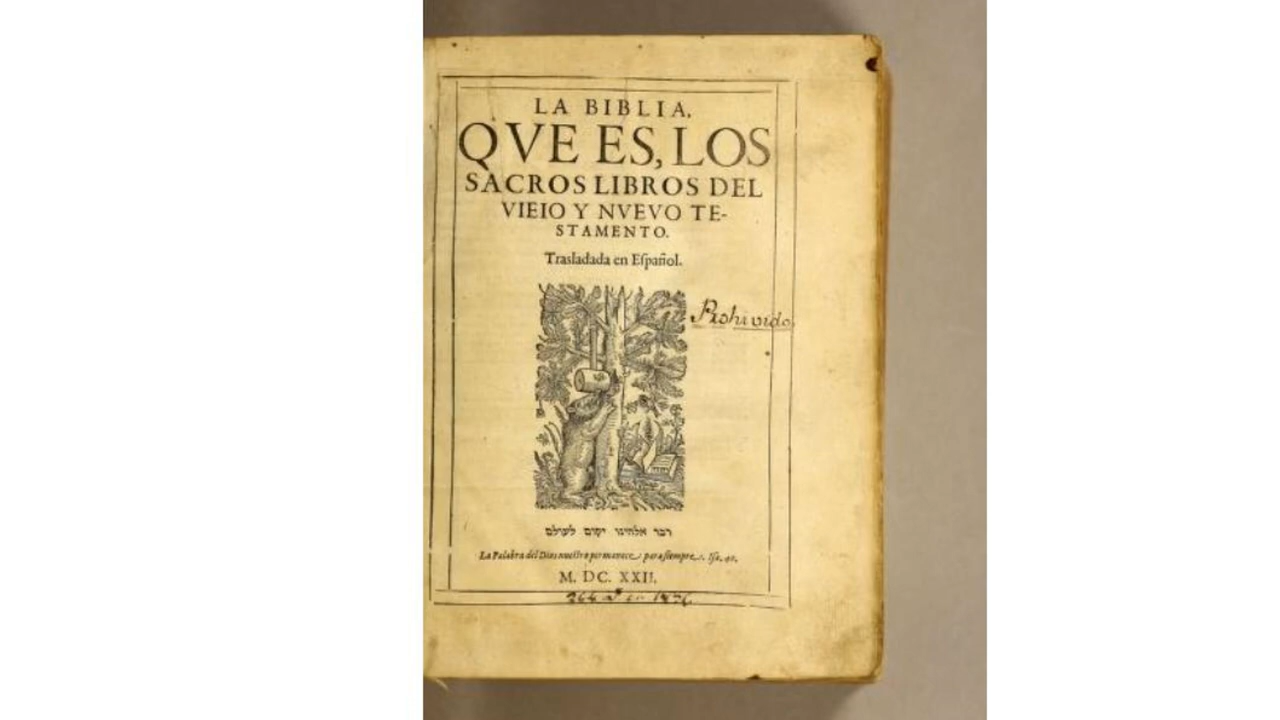 LA BIBLIA,
QVE ES, LOS
SACROS LIBROS DEL
VIEIO Y NVEVO TE-
STAMENTO.
Trasladada en Eſpañol.
Prohivido
דבר אלהינו יקום לעולם
La Palabra del Dios nueſtro permanece para ſiempre. Iſa. 40.
M. DC. XXII.
en